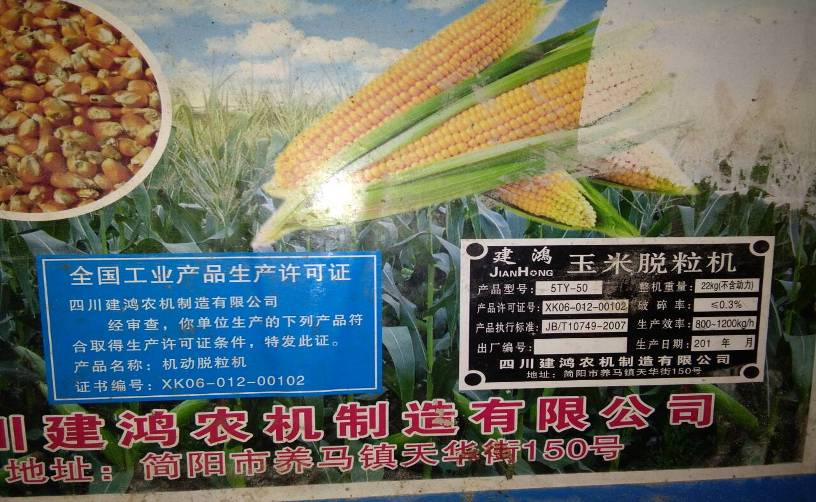 全国工业产品生产许可证
四川建鸿农机制造有限公司
经审查，你单位生产的下列产品符
合取得生产许可证条件，特发此证。
产品名称：机动脱粒机
证书编号：XK06-012-00102
建鸿 玉米脱粒机
JIANHONG
产品型号： 5TY-50 整机重量： 22kg(不含动力)
产品许可证号： XK06-012-00102 破碎率： ≤0.3%
产品执行标准： JB/T10749-2007 生产效率： 800~1200kg/h
出厂编号： 生产日期： 201 年 月
四川建鸿农机制造有限公司
地址：简阳市养马镇天华街150号
川建鸿农机制造有限公司
地址：简阳市养马镇天华街150号